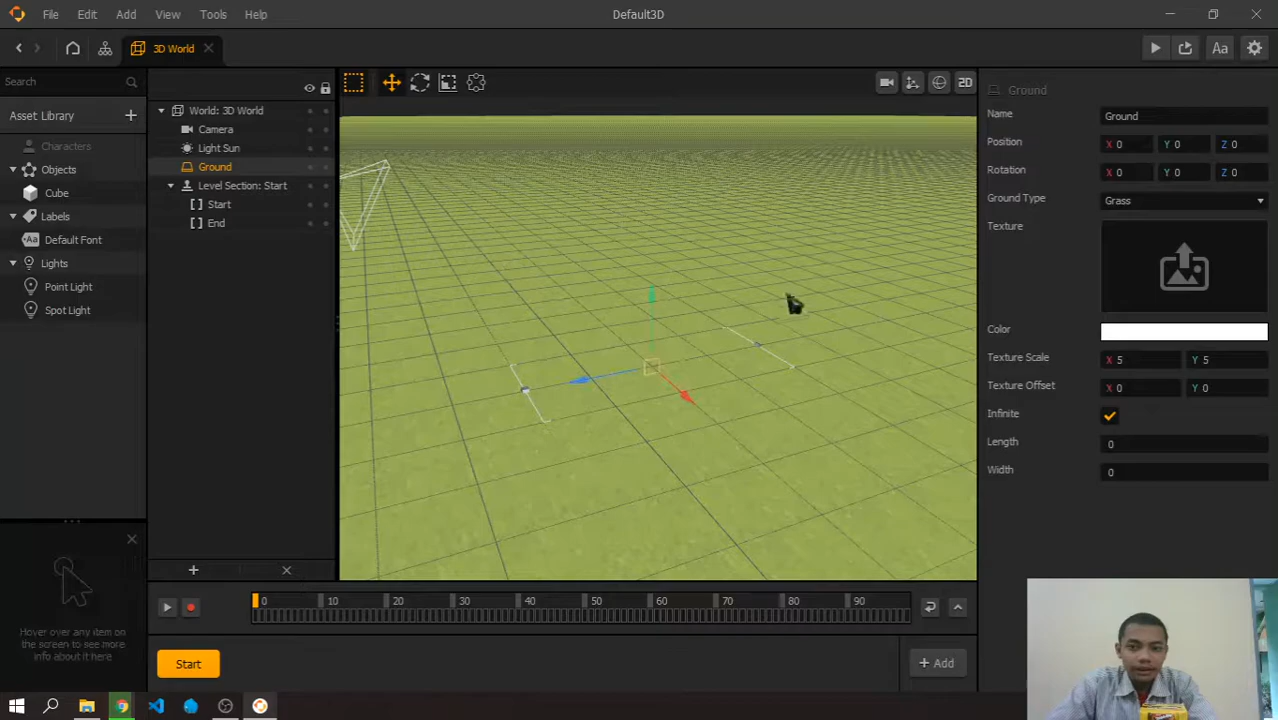 File Edit Add View Tools Help Default3D
3D World Aa
Search
Asset Library +
Characters
Objects
Cube
Labels
Aa Default Font
Lights
Point Light
Spot Light
World: 3D World
Camera
Light Sun
Ground
Level Section: Start
Start
End
2D
Ground
Name Ground
Position X 0 Y 0 Z 0
Rotation X 0 Y 0 Z 0
Ground Type Grass
Texture
Color
Texture Scale X 5 Y 5
Texture Offset X 0 Y 0
Infinite
Length 0
Width 0
Hover over any item on
the screen to see more
info about it here
0 10 20 30 40 50 60 70 80 90
Start + Add